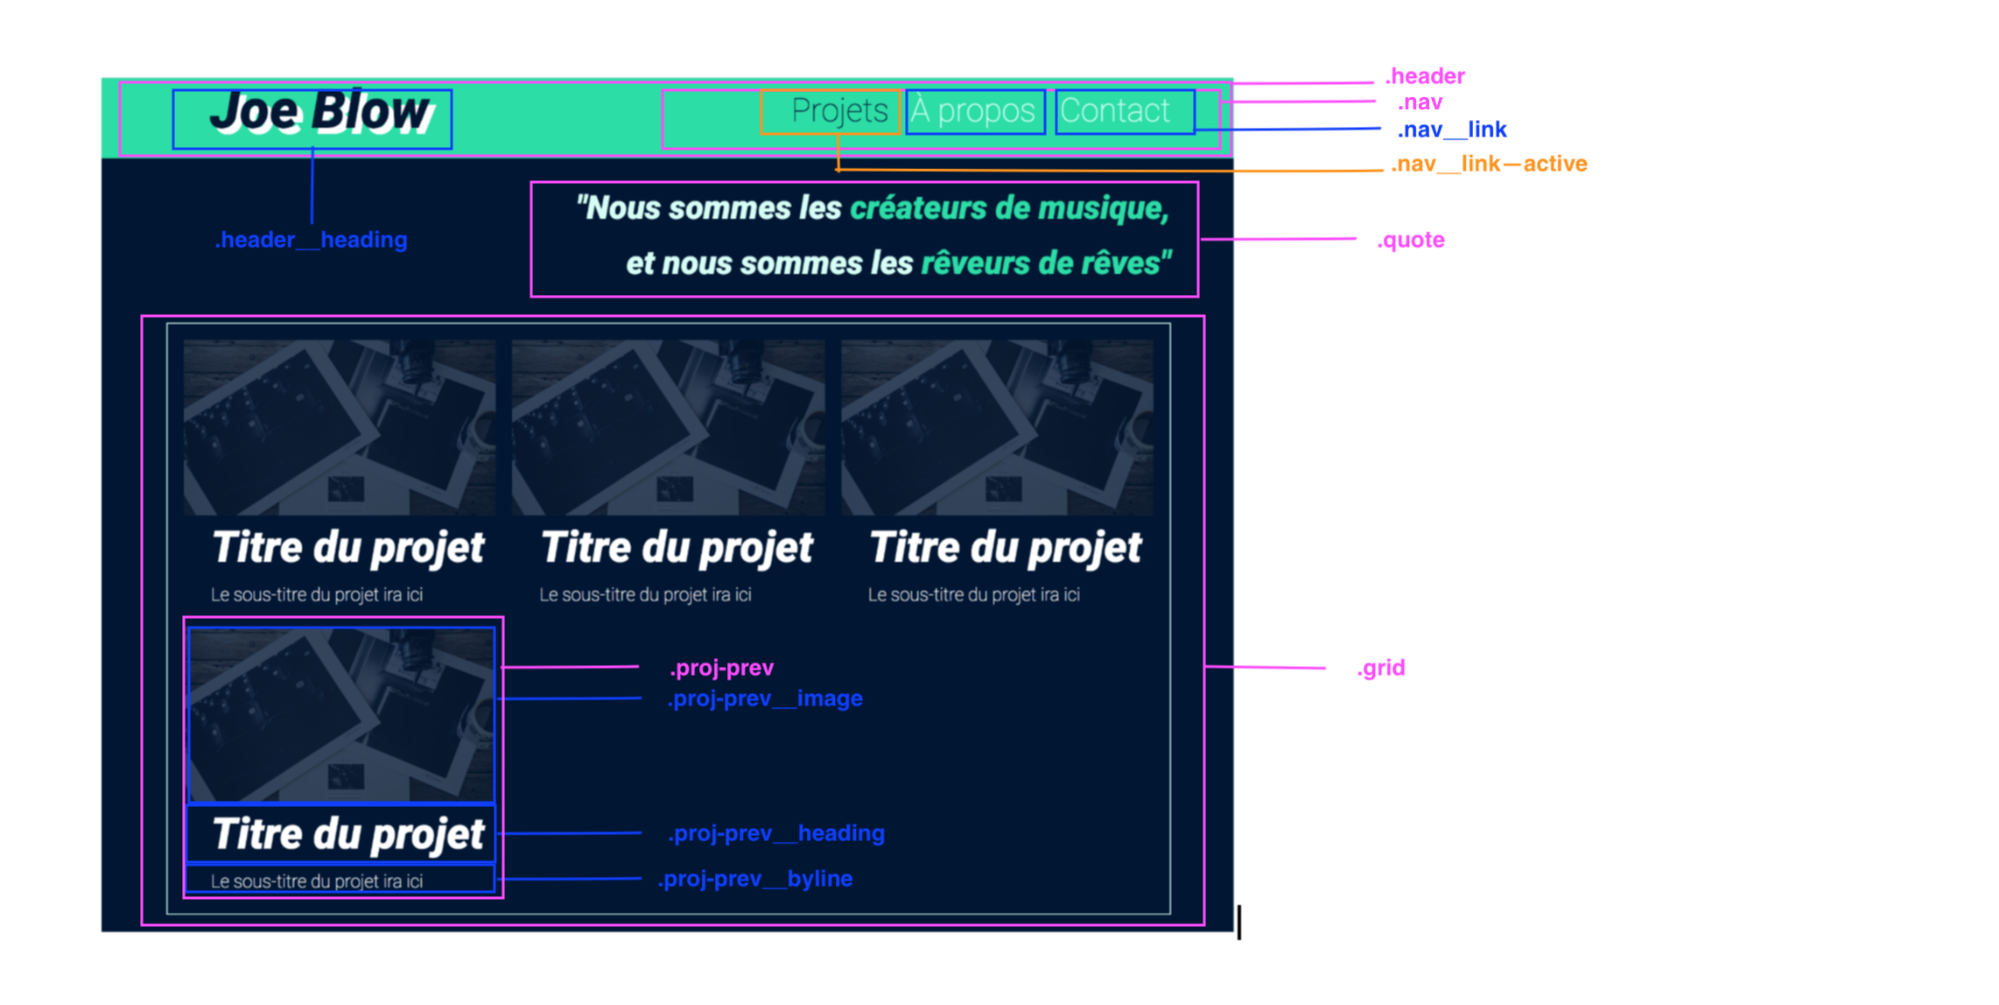 .header
Joe Blow
Projets À propos Contact
.nav
.nav__link
.nav__link—active
"Nous sommes les créateurs de musique,
.header__heading
.quote
et nous sommes les rêveurs de rêves"
Titre du projet Titre du projet Titre du projet
Le sous-titre du projet ira ici Le sous-titre du projet ira ici Le sous-titre du projet ira ici
.proj-prev
.grid
.proj-prev__image
Titre du projet
.proj-prev__heading
Le sous-titre du projet ira ici
.proj-prev__byline